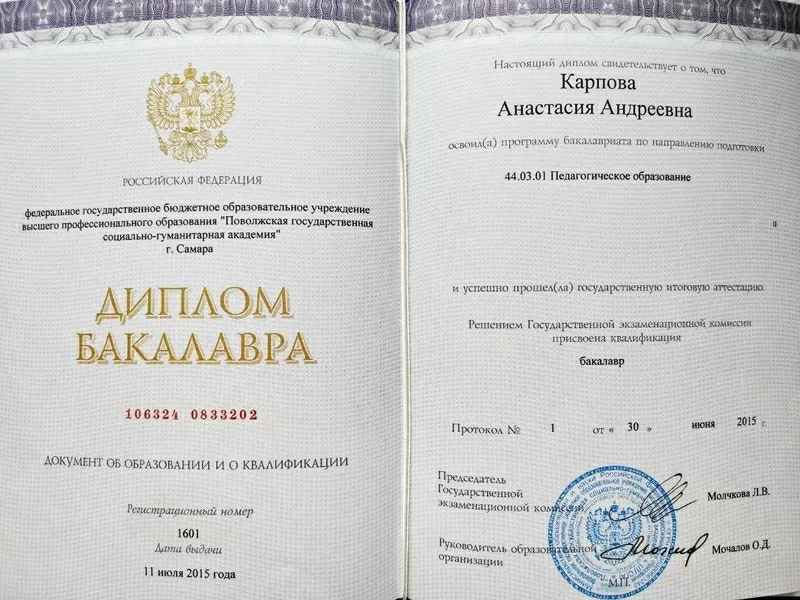 РОССИЙСКАЯ ФЕДЕРАЦИЯ
федеральное государственное бюджетное образовательное учреждение
высшего профессионального образования "Поволжская государственная
социально-гуманитарная академия"
г. Самара
ДИПЛОМ
БАКАЛАВРА
106324 0833202
ДОКУМЕНТ ОБ ОБРАЗОВАНИИ И О КВАЛИФИКАЦИИ
Регистрационный номер
1601
Дата выдачи
11 июля 2015 года
Настоящий диплом свидетельствует о том, что
Карпова
Анастасия Андреевна
освоил(а) программу бакалавриата по направлению подготовки
44.03.01 Педагогическое образование
и успешно прошел(ла) государственную итоговую аттестацию.
Решением Государственной экзаменационной комиссии
присвоена квалификация
бакалавр
Протокол № 1 от « 30 » июня 2015 г.
Председатель
Государственной
экзаменационной комиссии
Молчкова Л.В.
Руководитель образовательной
организации
Мочалов О.Д.
М.П.